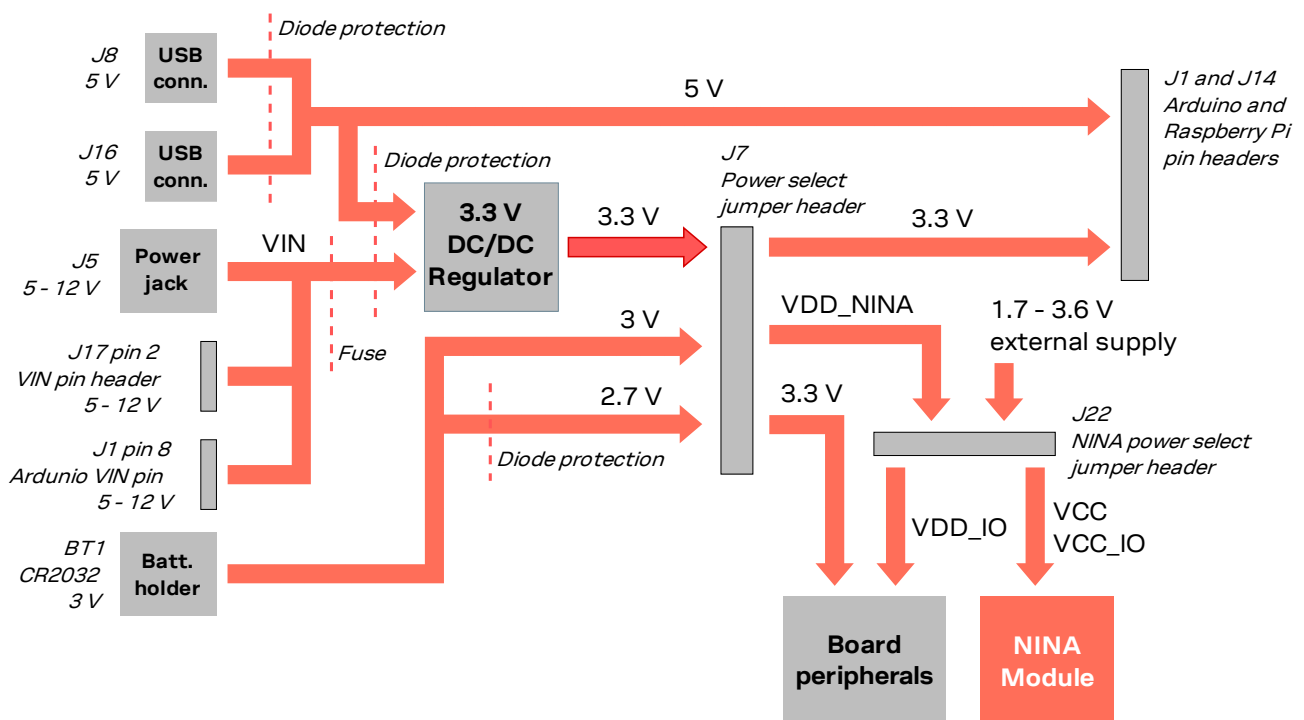 Diode protection
J8
5 V
USB
conn.
5 V
J1 and J14
Arduino and
Raspberry Pi
pin headers
J16
5 V
USB
conn.
Diode protection
J7
Power select
jumper header
3.3 V
DC/DC
Regulator
3.3 V
3.3 V
VIN
J5
5 - 12 V
Power
jack
Fuse
3 V
VDD_NINA
1.7 - 3.6 V
external supply
J17 pin 2
VIN pin header
5 - 12 V
2.7 V
3.3 V
Diode protection
J22
NINA power select
jumper header
J1 pin 8
Ardunio VIN pin
5 - 12 V
VDD_IO
VCC
VCC_IO
BT1
CR2032
3 V
Batt.
holder
Board
peripherals
NINA
Module